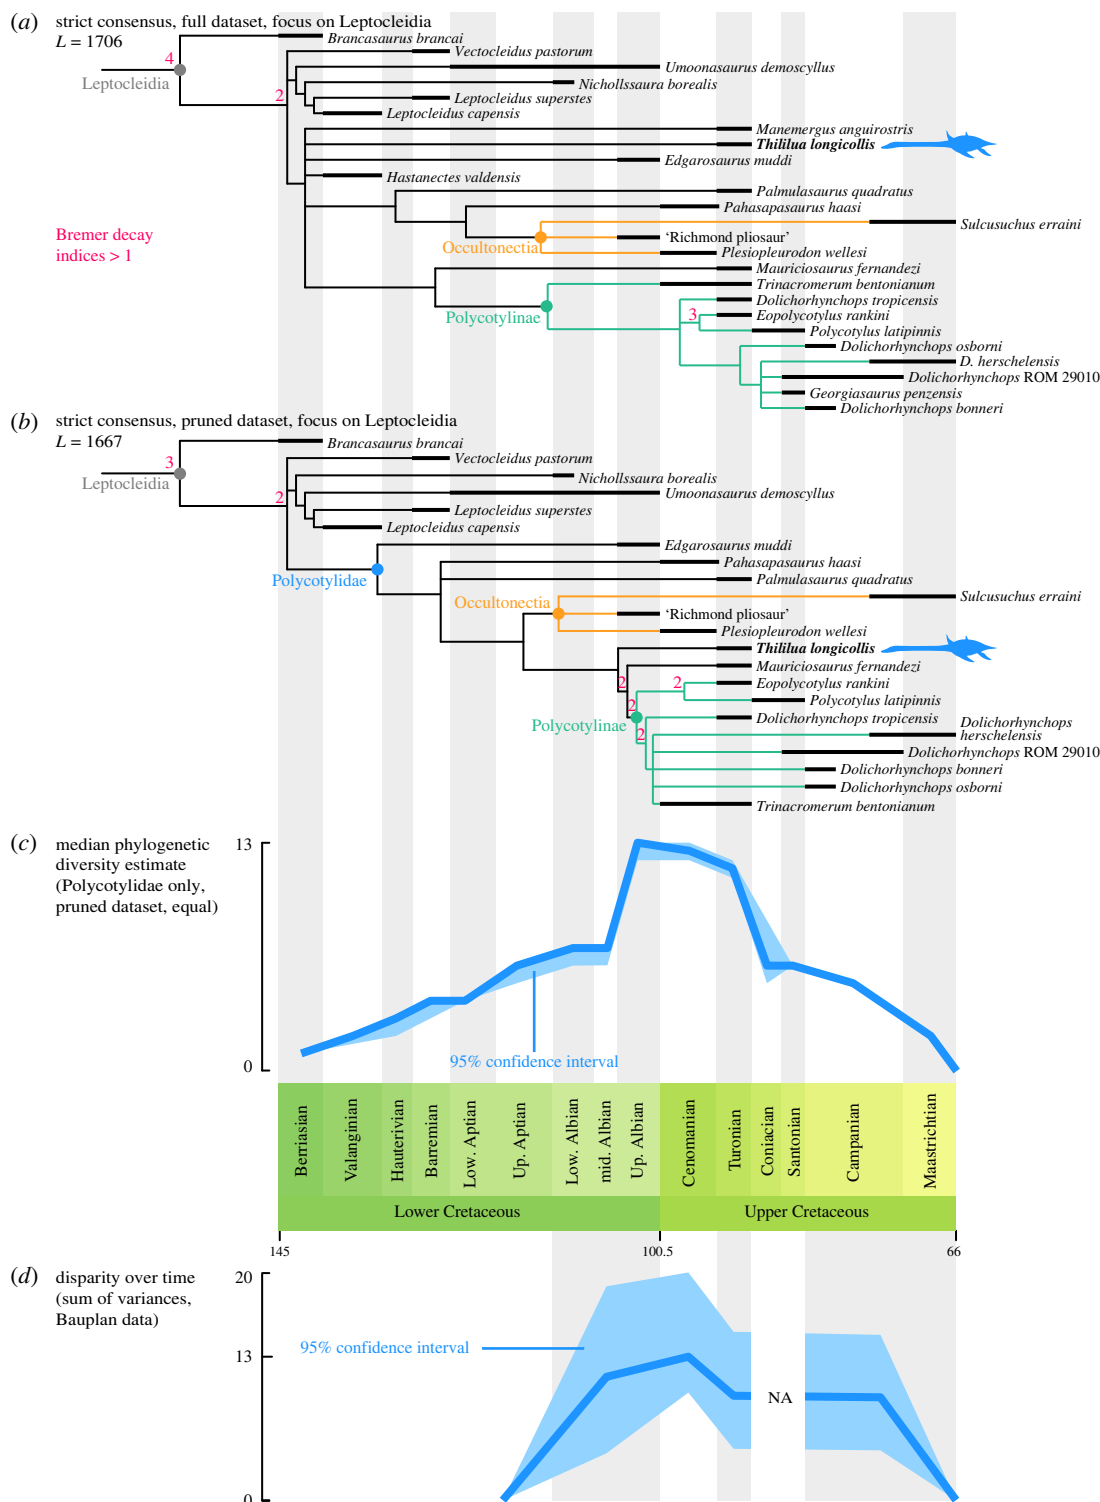 (a) strict consensus, full dataset, focus on Leptocleidia
L = 1706
Brancasaurus brancai
4
Vectocleidus pastorum
Umoonasaurus demoscyllus
Leptocleidia
Nichollssaura borealis
2
Leptocleidus superstes
Leptocleidus capensis
Manemergus anguirostris
Thililua longicollis
Edgarosaurus muddi
Hastanectes valdensis
Palmulasaurus quadratus
Pahasapasaurus haasi
Sulcusuchus erraini
Bremer decay
indices > 1
'Richmond pliosaur'
Occultonectia
Plesiopleurodon wellesi
Mauriciosaurus fernandezi
Trinacromerum bentonianum
Dolichorhynchops tropicensis
Polycotylinae
3
Eopolycotylus rankini
Polycotylus latipinnis
Dolichorhynchops osborni
D. herschelensis
Dolichorhynchops ROM 29010
Georgiasaurus penzensis
Dolichorhynchops bonneri
(b) strict consensus, pruned dataset, focus on Leptocleidia
L = 1667
Brancasaurus brancai
3
Vectocleidus pastorum
Leptocleidia
Nichollssaura borealis
2
Umoonasaurus demoscyllus
Leptocleidus superstes
Leptocleidus capensis
Edgarosaurus muddi
Pahasapasaurus haasi
Polycotylidae
Palmulasaurus quadratus
Occultonectia
Sulcusuchus erraini
'Richmond pliosaur'
Plesiopleurodon wellesi
Thililua longicollis
Mauriciosaurus fernandezi
2
2
Eopolycotylus rankini
Polycotylus latipinnis
2
Polycotylinae
Dolichorhynchops tropicensis
Dolichorhynchops
herschelensis
2
Dolichorhynchops ROM 29010
Dolichorhynchops bonneri
Dolichorhynchops osborni
Trinacromerum bentonianum
(c) median phylogenetic
diversity estimate
(Polycotylidae only,
pruned dataset, equal)
13
0
95% confidence interval
Berriasian
Valanginian
Hauterivian
Barremian
Low. Aptian
Up. Aptian
Low. Albian
mid. Albian
Up. Albian
Cenomanian
Turonian
Coniacian
Santonian
Campanian
Maastrichtian
Lower Cretaceous
Upper Cretaceous
145
100.5
66
(d) disparity over time
(sum of variances,
Bauplan data)
20
13
0
95% confidence interval
NA